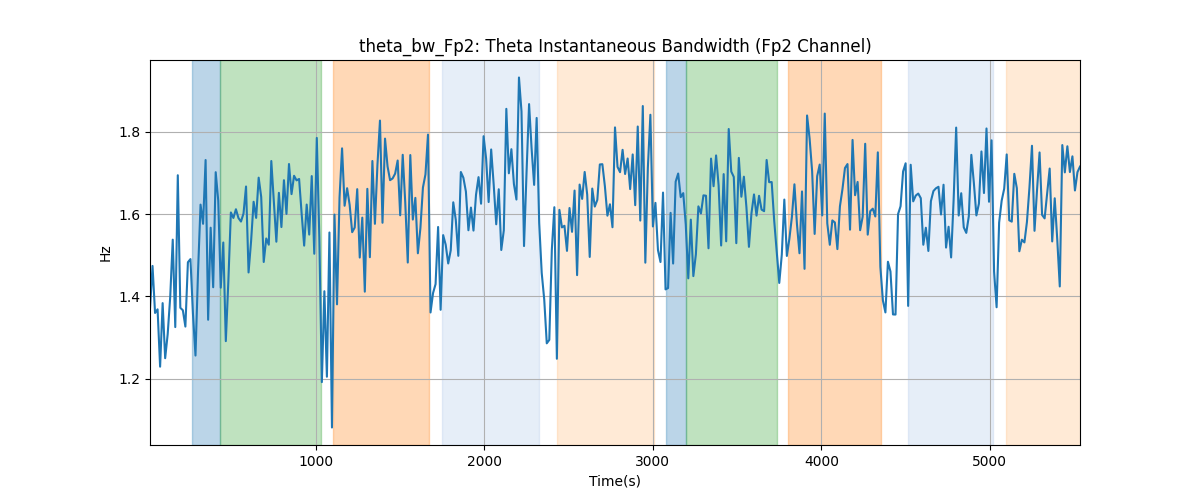 theta_bw_Fp2: Theta Instantaneous Bandwidth (Fp2 Channel)
Hz
1.8
1.6
1.4
1.2
1000 2000 3000 4000 5000
Time(s)